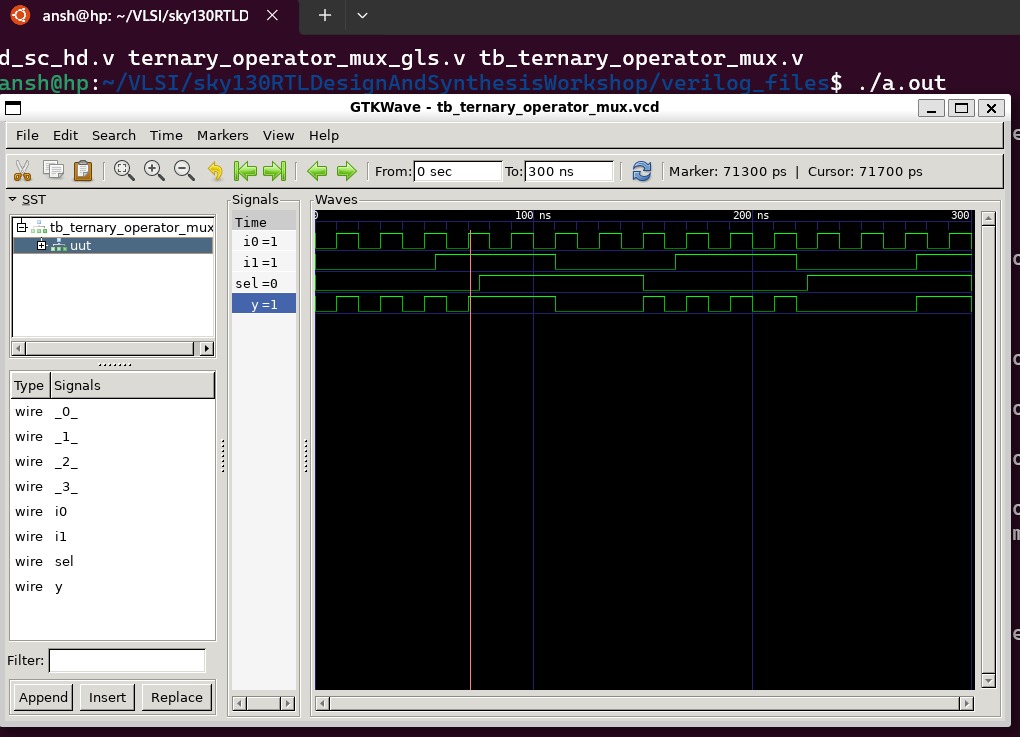 ansh@hp: ~/VLSI/sky130RTLD
d_sc_hd.v ternary_operator_mux_gls.v tb_ternary_operator_mux.v
ansh@hp:~/VLSI/sky130RTLDesignAndSynthesisWorkshop/verilog_files$ ./a.out
GTKWave - tb_ternary_operator_mux.vcd
File Edit Search Time Markers View Help
From: 0 sec To: 300 ns Marker: 71300 ps | Cursor: 71700 ps
SST
tb_ternary_operator_mux
uut
Type Signals
wire _0_
wire _1_
wire _2_
wire _3_
wire i0
wire i1
wire sel
wire y
Filter:
Append Insert Replace
Signals
Time
i0 =1
i1 =1
sel =0
y =1
Waves
0 100 ns 200 ns 300